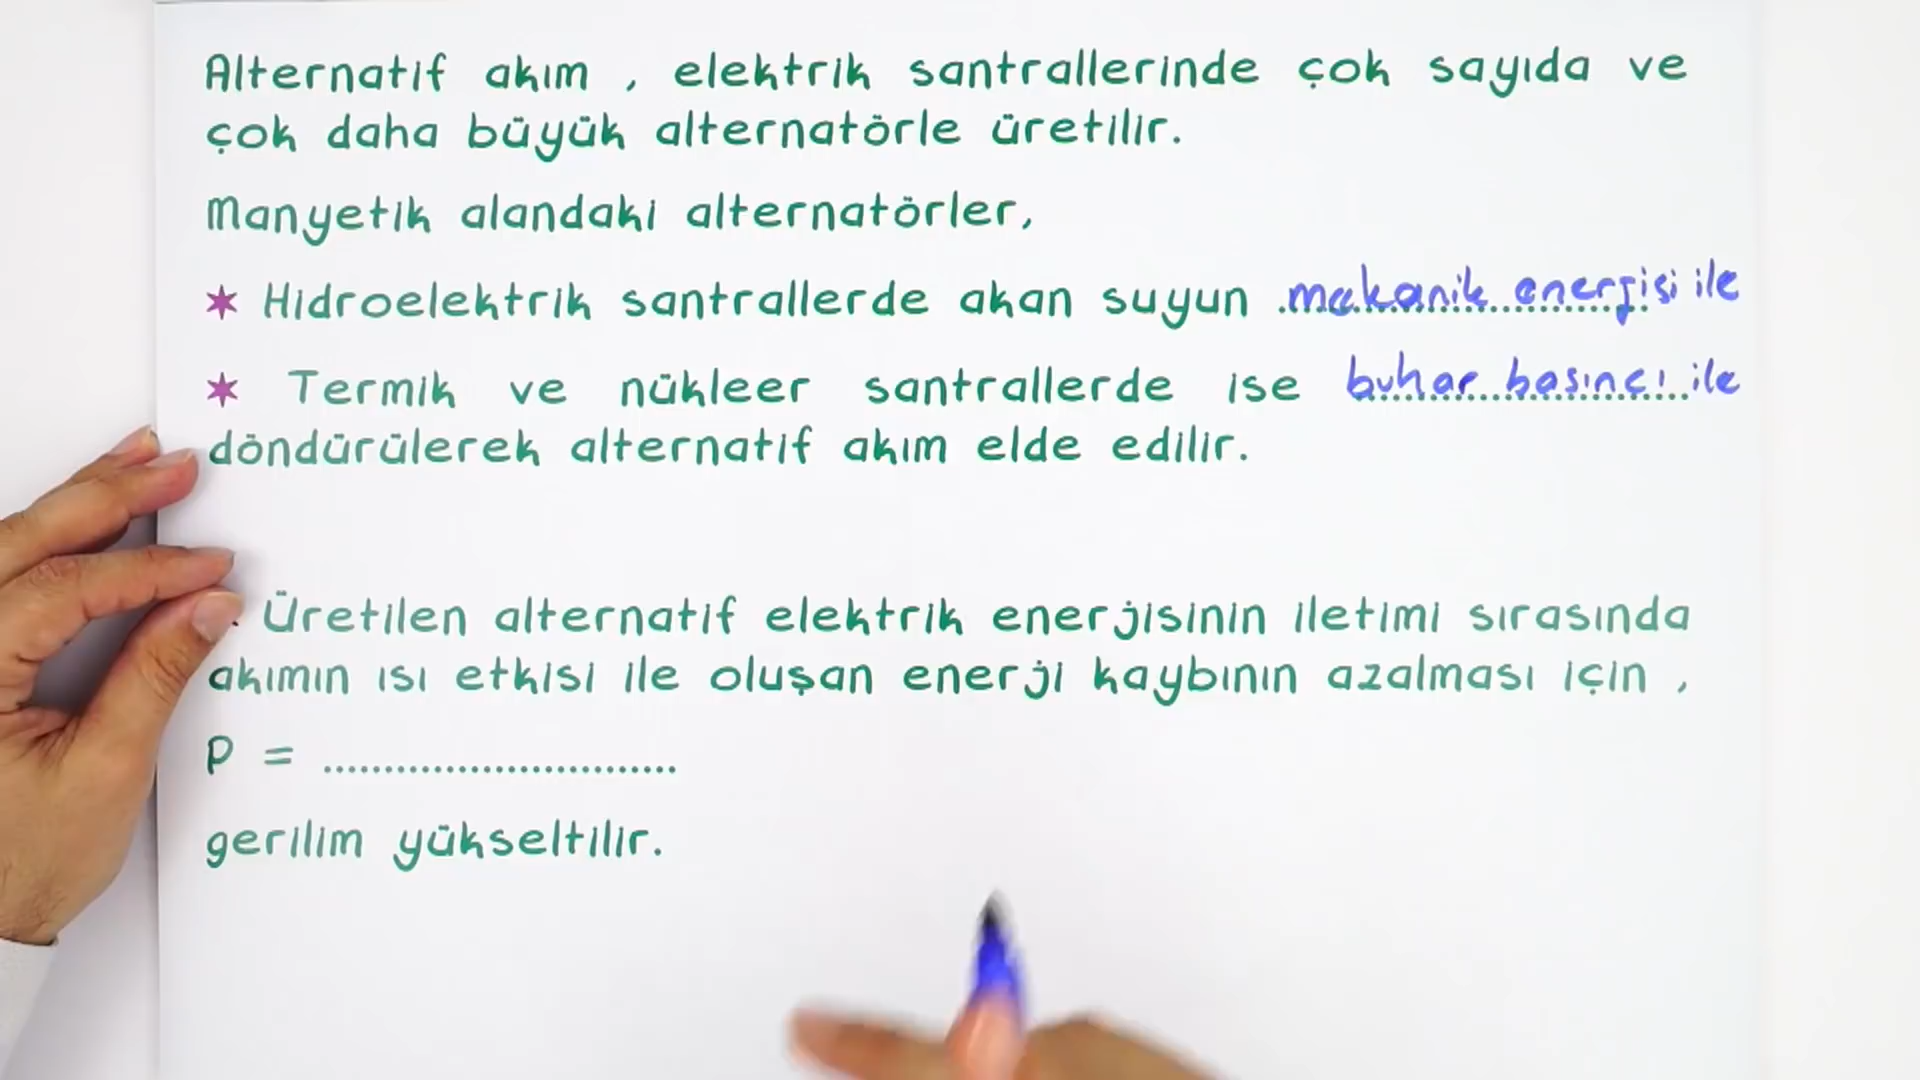 Alternatif akım , elektrik santrallerinde çok sayıda ve
çok daha büyük alternatörle üretilir.
Manyetik alandaki alternatörler,
✶ Hidroelektrik santrallerde akan suyun mekanik enerjisi ile
✶ Termik ve nükleer santrallerde ise buhar basıncı ile
döndürülerek alternatif akım elde edilir.
Üretilen alternatif elektrik enerjisinin iletimi sırasında
akımın ısı etkisi ile oluşan enerji kaybının azalması için ,
P = .............................
gerilim yükseltilir.